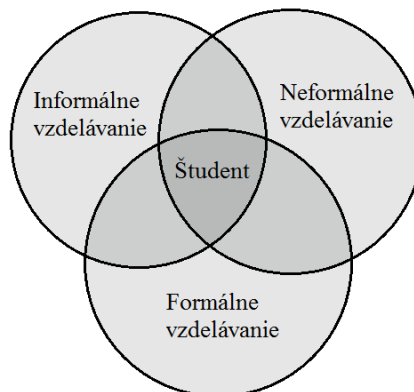 Informálne
vzdelávanie
Neformálne
vzdelávanie
Študent
Formálne
vzdelávanie